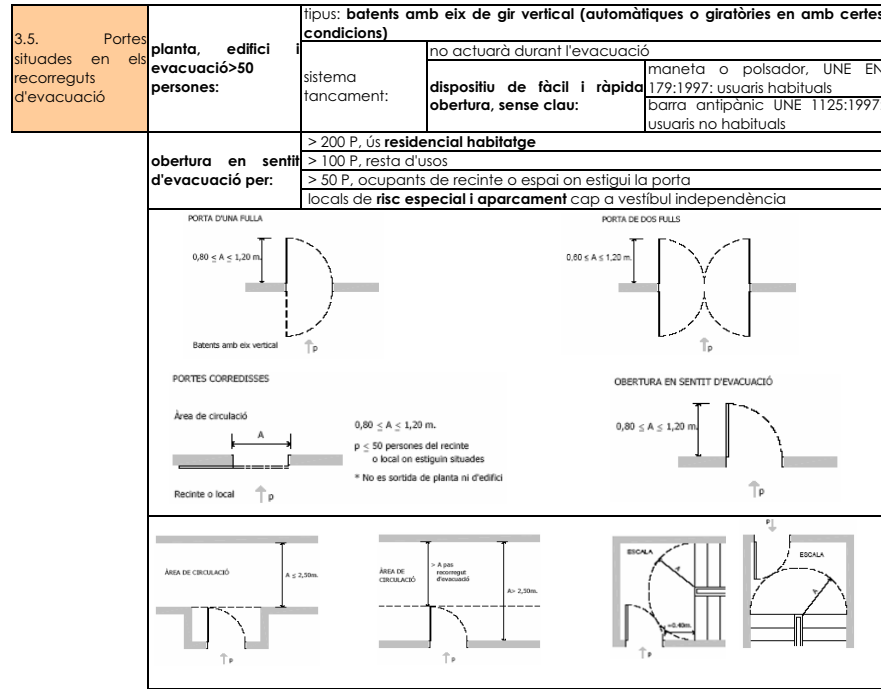 3.5. Portes
situades en els
recorreguts
d'evacuació
planta, edifici i
evacuació>50
persones:
tipus: batents amb eix de gir vertical (automàtiques o giratòries en amb certes
condicions)
sistema
tancament:
no actuarà durant l'evacuació
dispositiu de fàcil i ràpida
obertura, sense clau:
maneta o polsador, UNE EN
179:1997: usuaris habituals
barra antipànic UNE 1125:1997:
usuaris no habituals
obertura en sentit
d'evacuació per:
> 200 P, ús residencial habitatge
> 100 P, resta d'usos
> 50 P, ocupants de recinte o espai on estigui la porta
locals de risc especial i aparcament cap a vestíbul independència
PORTA D'UNA FULLA
0,80 ≤ A ≤ 1,20 m.
Batents amb eix vertical
p
PORTA DE DOS FULLS
0,60 ≤ A ≤ 1,20 m.
p
PORTES CORREDISSES
Àrea de circulació
A
Recinte o local
p
0,80 ≤ A ≤ 1,20 m.
p ≤ 50 persones del recinte
o local on estiguin situades
* No es sortida de planta ni d'edifici
OBERTURA EN SENTIT D'EVACUACIÓ
0,80 ≤ A ≤ 1,20 m.
p
ÀREA DE CIRCULACIÓ
A ≤ 2,50m.
p
ÀREA DE
CIRCULACIÓ
> A pas
recorregut
d'evacuació
A> 2,50m.
p
ESCALA
A
=0.40m.
p
p
ESCALA
A